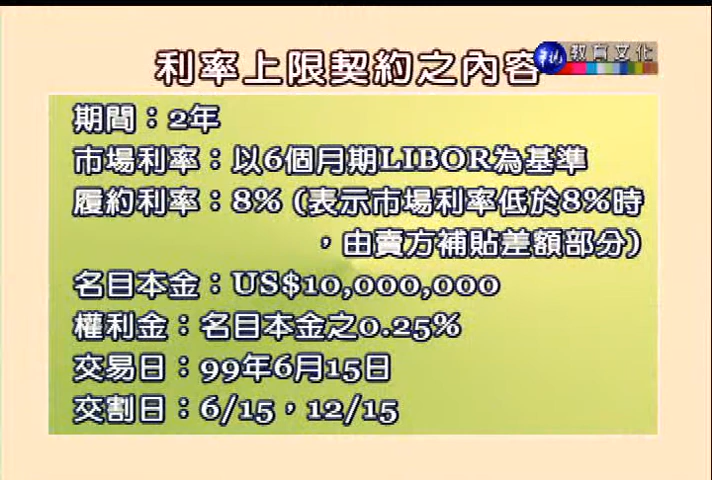 利率上限契約之內容
華視 教育文化
期間：2年
市場利率：以6個月期LIBOR為基準
履約利率：8% (表示市場利率低於8%時
，由賣方補貼差額部分)
名目本金：US$10,000,000
權利金：名目本金之0.25%
交易日：99年6月15日
交割日：6/15，12/15